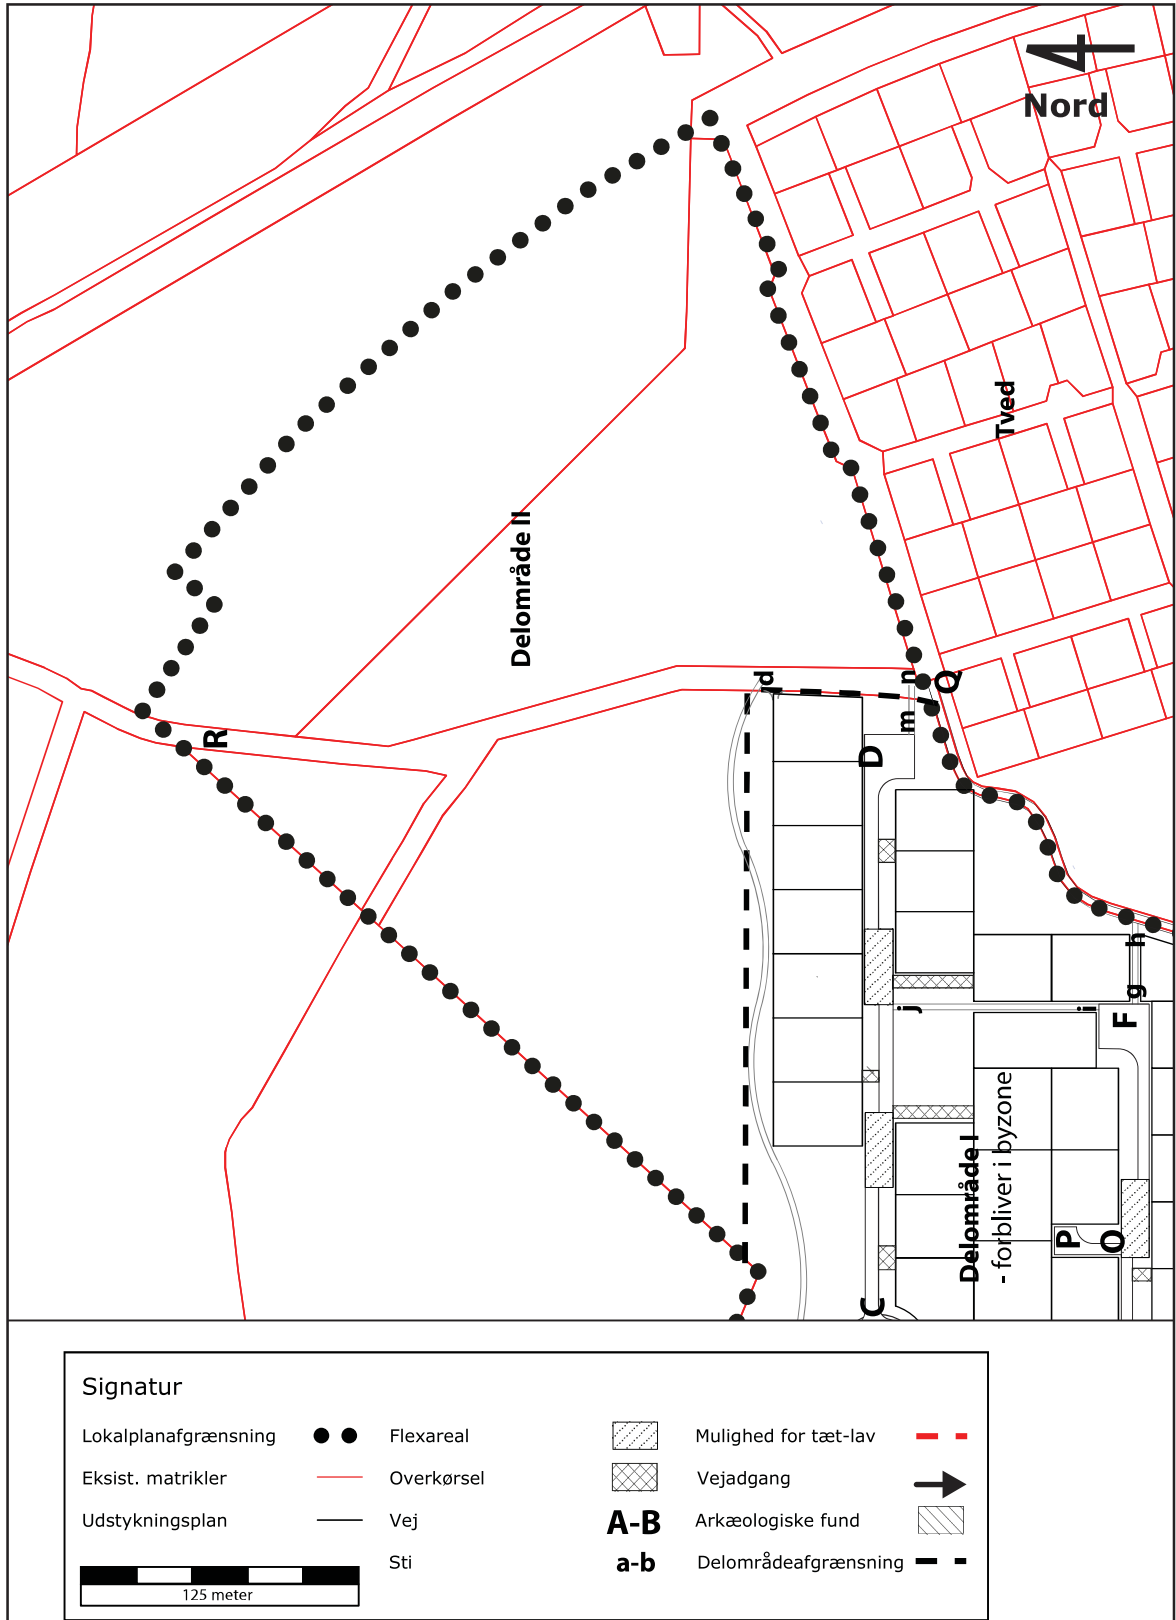 Nord
Tved
Delområde II
d
n
Q
m
R
D
h
g
j
i
F
Delområde I
- forbliver i byzone
P
O
C
Signatur
Lokalplanafgrænsning
Flexareal
Mulighed for tæt-lav
Eksist. matrikler
Overkørsel
Vejadgang
Udstykningsplan
Vej
A-B
Arkæologiske fund
Sti
a-b
Delområdeafgrænsning
125 meter